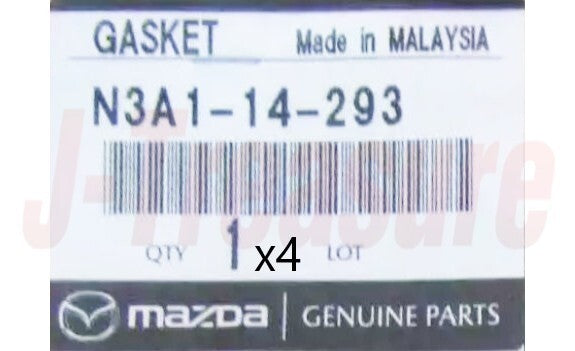 GASKET Made in MALAYSIA
N3A1-14-293
J-Treasure
QTY 1 x4 LOT
mazda GENUINE PARTS